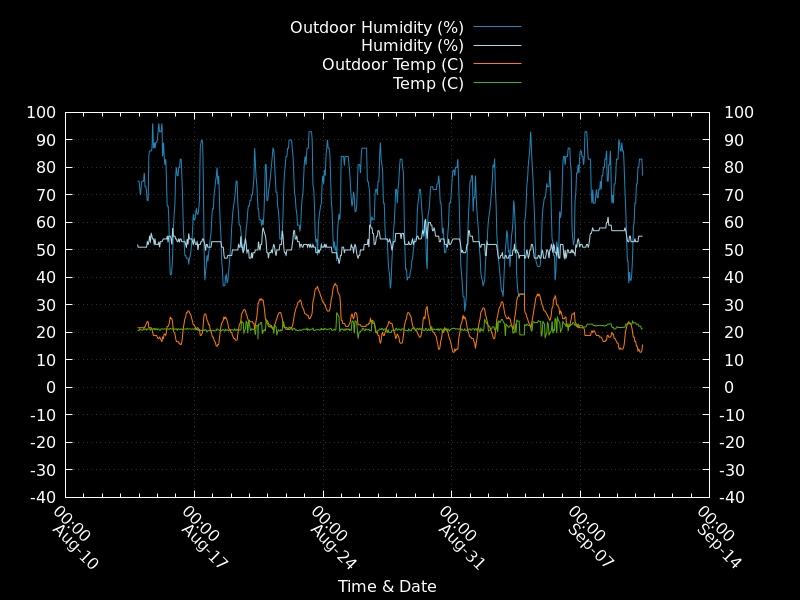 Outdoor Humidity (%)
Humidity (%)
Outdoor Temp (C)
Temp (C)
100 100
90 90
80 80
70 70
60 60
50 50
40 40
30 30
20 20
10 10
0 0
-10 -10
-20 -20
-30 -30
-40 -40
00:00
Aug-10
00:00
Aug-17
00:00
Aug-24
00:00
Aug-31
00:00
Sep-07
00:00
Sep-14
Time & Date